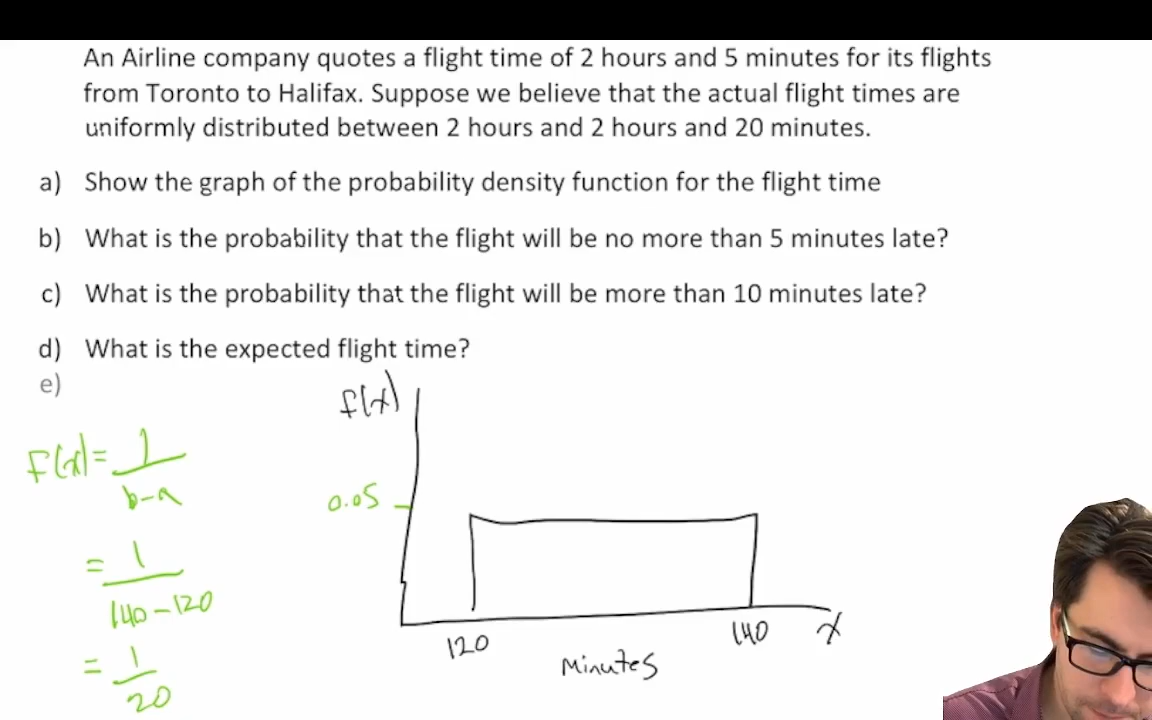 An Airline company quotes a flight time of 2 hours and 5 minutes for its flights
from Toronto to Halifax. Suppose we believe that the actual flight times are
uniformly distributed between 2 hours and 2 hours and 20 minutes.
a) Show the graph of the probability density function for the flight time
b) What is the probability that the flight will be no more than 5 minutes late?
c) What is the probability that the flight will be more than 10 minutes late?
d) What is the expected flight time?
e)
f(x) = 1
b-a
= 1
140-120
= 1
20
f(x)
0.05
120
140
x
Minutes